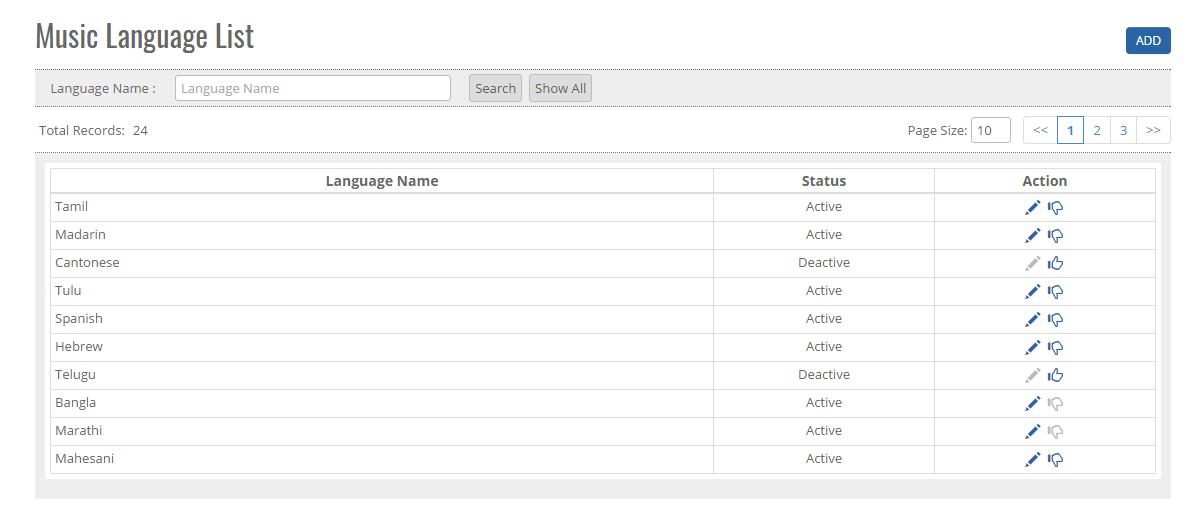 Music Language List
ADD
Language Name : Language Name Search Show All
Total Records: 24 Page Size: 10 << 1 2 3 >>
Language Name Status Action
Tamil Active
Madarin Active
Cantonese Deactive
Tulu Active
Spanish Active
Hebrew Active
Telugu Deactive
Bangla Active
Marathi Active
Mahesani Active